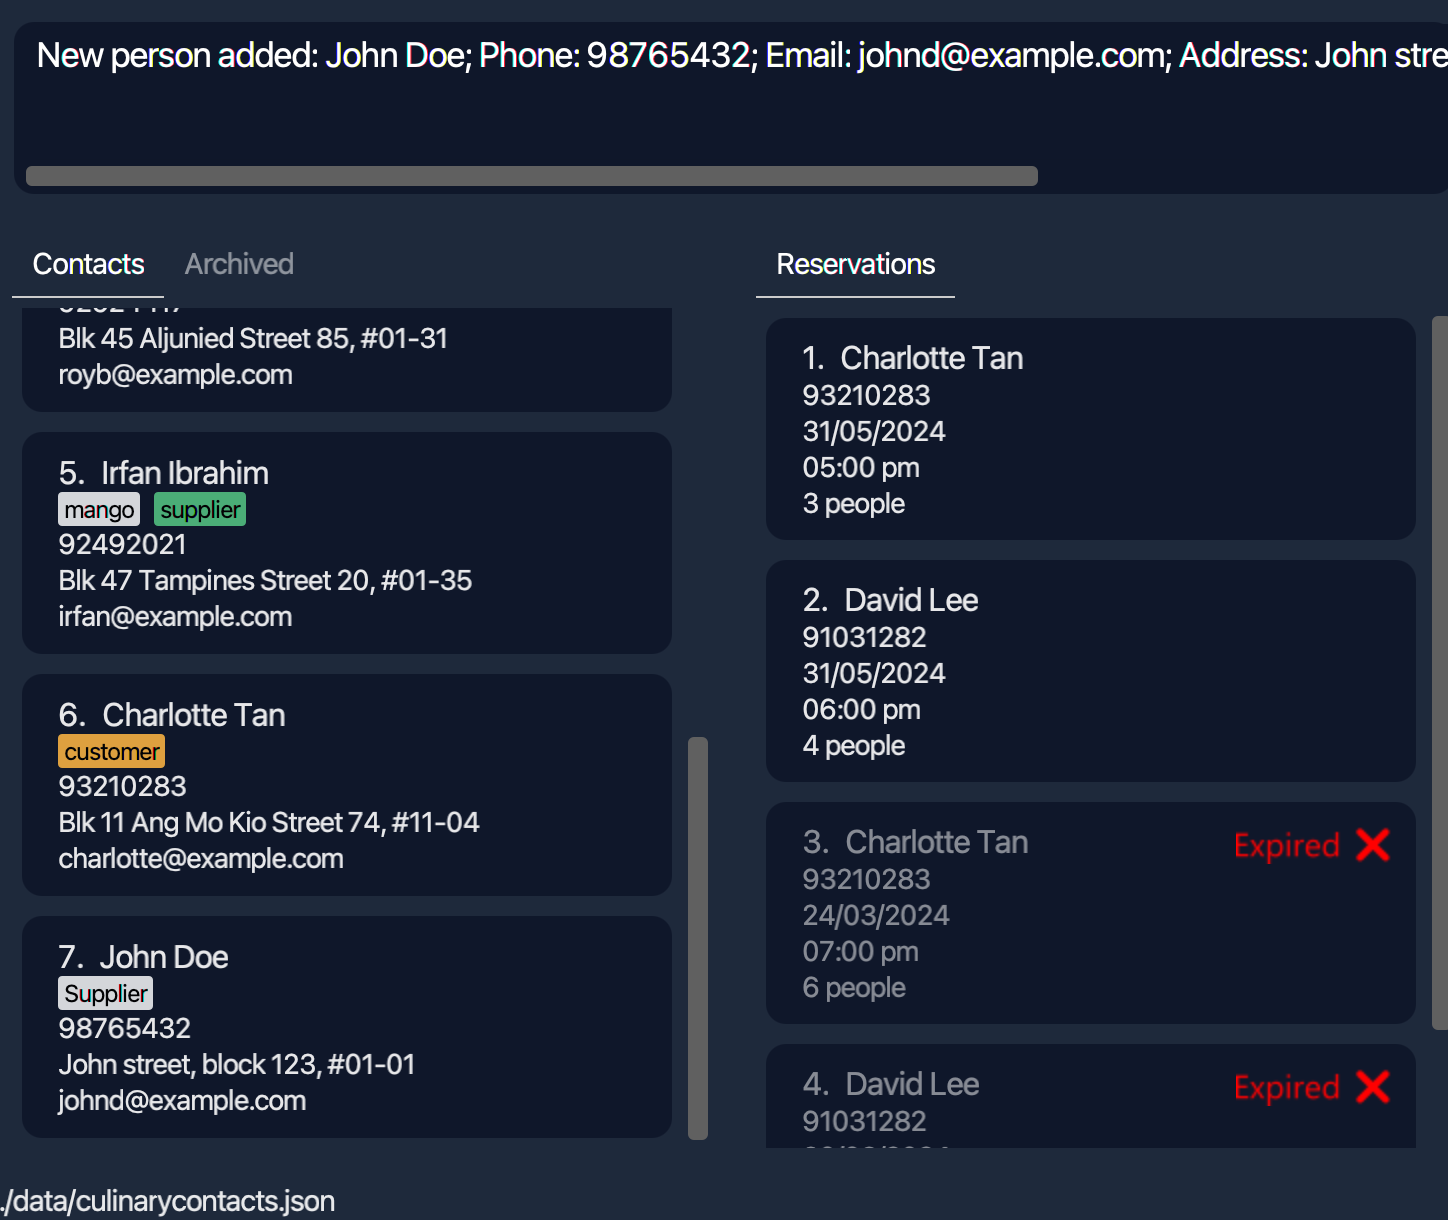 New person added: John Doe; Phone: 98765432; Email: johnd@example.com; Address: John stre
Contacts
Archived
Blk 45 Aljunied Street 85, #01-31
royb@example.com
5. Irfan Ibrahim
mango supplier
92492021
Blk 47 Tampines Street 20, #01-35
irfan@example.com
6. Charlotte Tan
customer
93210283
Blk 11 Ang Mo Kio Street 74, #11-04
charlotte@example.com
7. John Doe
Supplier
98765432
John street, block 123, #01-01
johnd@example.com
Reservations
1. Charlotte Tan
93210283
31/05/2024
05:00 pm
3 people
2. David Lee
91031282
31/05/2024
06:00 pm
4 people
3. Charlotte Tan
Expired
93210283
24/03/2024
07:00 pm
6 people
4. David Lee
Expired
91031282
./data/culinarycontacts.json